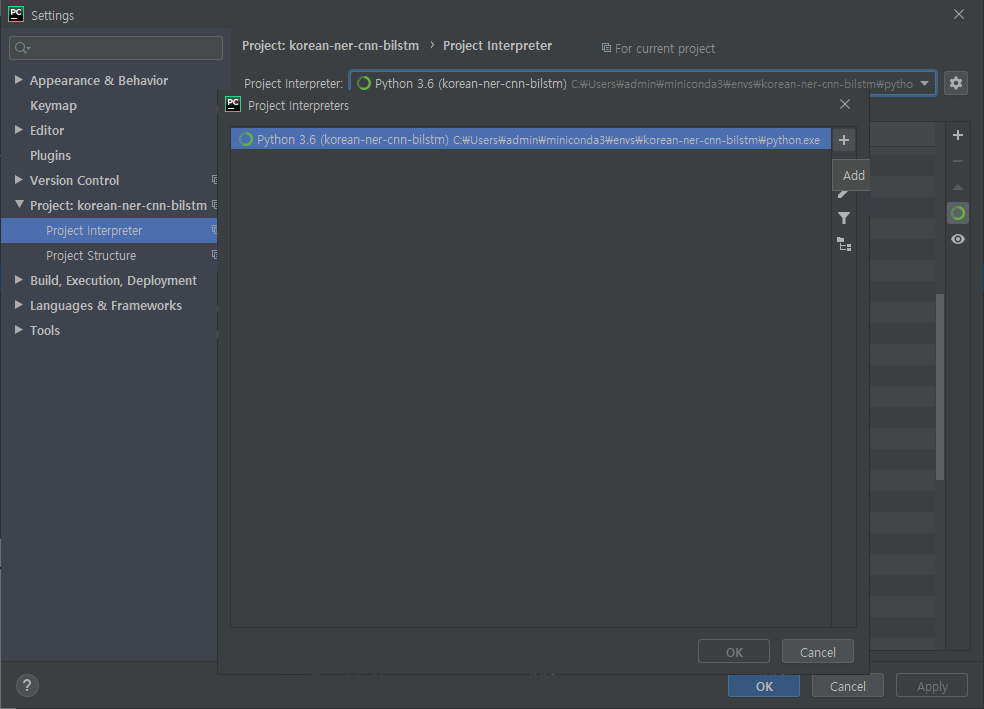 PC Settings
Project: korean-ner-cnn-bilstm › Project Interpreter For current project
Appearance & Behavior
Keymap
Editor
Plugins
Version Control
Project: korean-ner-cnn-bilstm
Project Interpreter
Project Structure
Build, Execution, Deployment
Languages & Frameworks
Tools
Project Interpreter: Python 3.6 (korean-ner-cnn-bilstm) C:₩Users₩admin₩miniconda3₩envs₩korean-ner-cnn-bilstm₩pytho
PC Project Interpreters
Python 3.6 (korean-ner-cnn-bilstm) C:₩Users₩admin₩miniconda3₩envs₩korean-ner-cnn-bilstm₩python.exe
Add
OK Cancel
? OK Cancel Apply